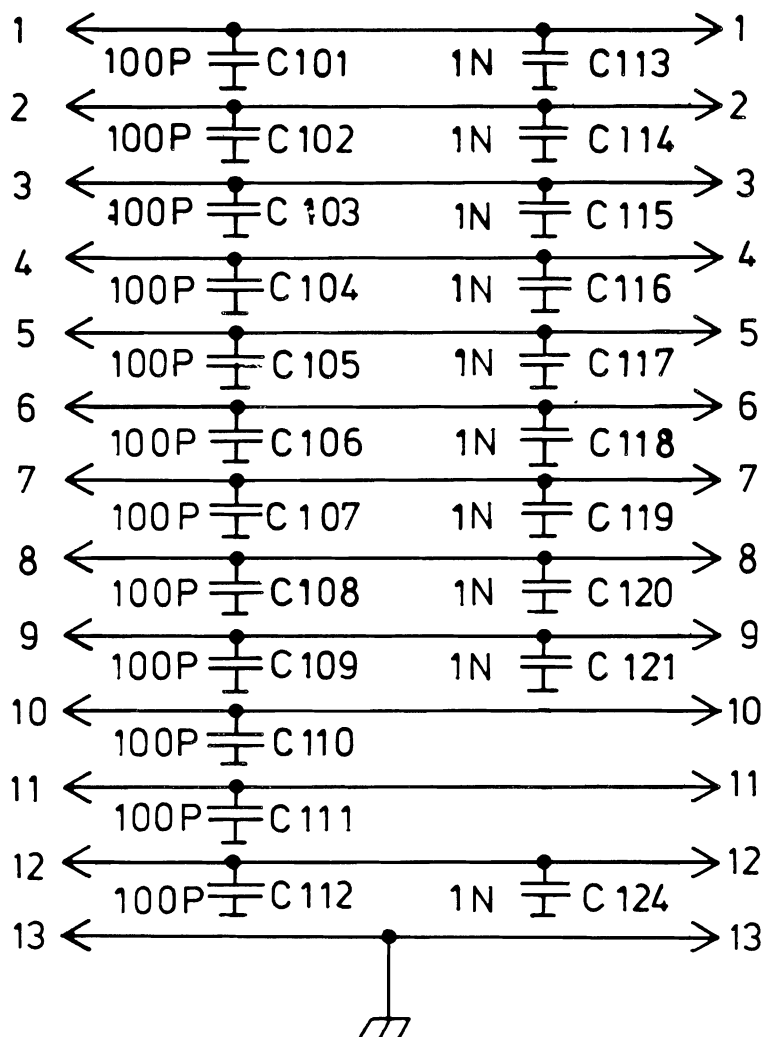 1 1
100P C101 1N C113
2 2
100P C102 1N C114
3 3
100P C103 1N C115
4 4
100P C104 1N C116
5 5
100P C105 1N C117
6 6
100P C106 1N C118
7 7
100P C107 1N C119
8 8
100P C108 1N C120
9 9
100P C109 1N C121
10 10
100P C110
11 11
100P C111
12 12
100P C112 1N C124
13 13